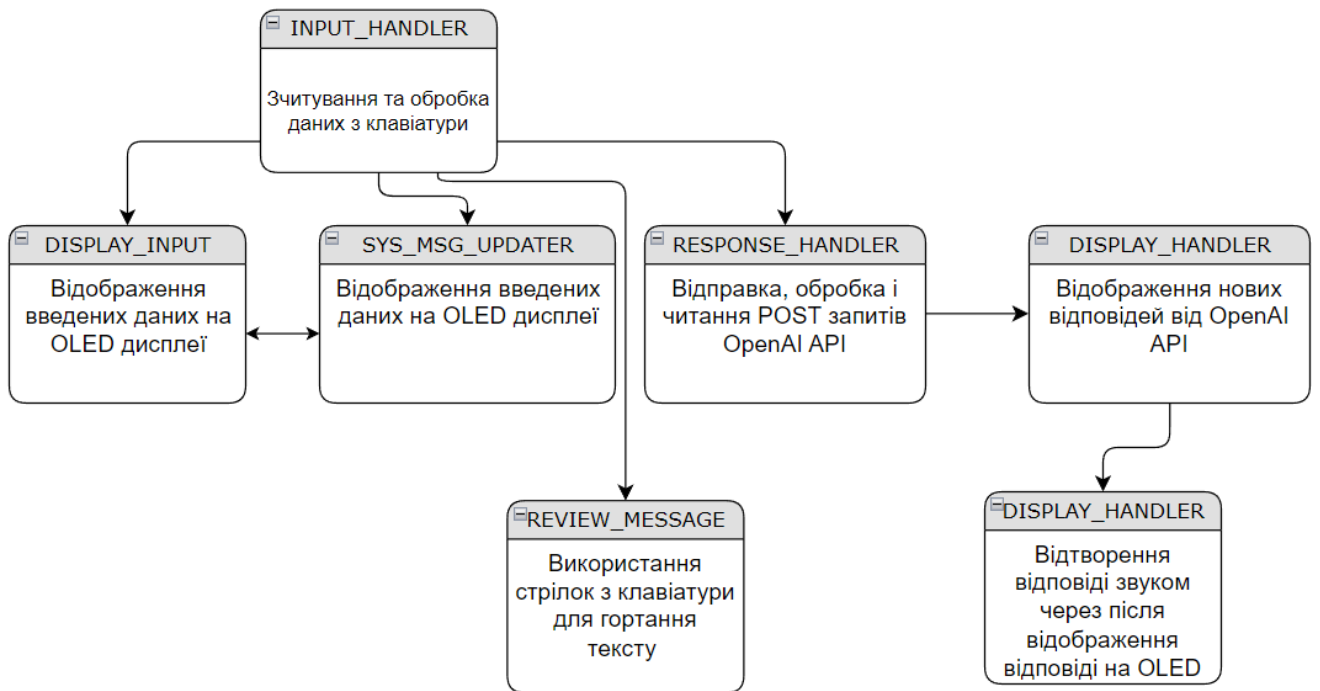 INPUT_HANDLER
Зчитування та обробка
даних з клавіатури
DISPLAY_INPUT
Відображення
введених даних на
OLED дисплеї
SYS_MSG_UPDATER
Відображення введених
даних на OLED дисплеї
RESPONSE_HANDLER
Відправка, обробка і
читання POST запитів
OpenAI API
DISPLAY_HANDLER
Відображення нових
відповідей від OpenAI
API
REVIEW_MESSAGE
Використання
стрілок з клавіатури
для гортання
тексту
DISPLAY_HANDLER
Відтворення
відповіді звуком
через після
відображення
відповіді на OLED